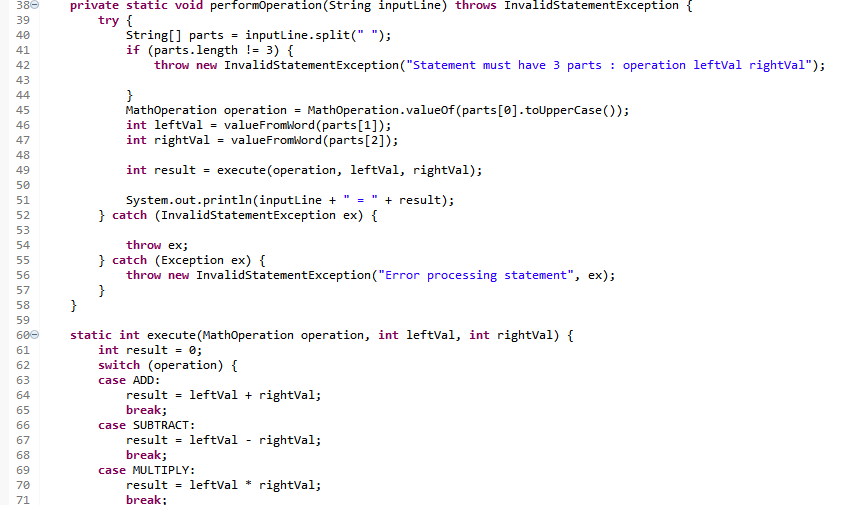 38 private static void performOperation(String inputLine) throws InvalidStatementException {
39 try {
40 String[] parts = inputLine.split(" ");
41 if (parts.length != 3) {
42 throw new InvalidStatementException("Statement must have 3 parts : operation leftVal rightVal");
43
44 }
45 MathOperation operation = MathOperation.valueOf(parts[0].toUpperCase());
46 int leftVal = valueFromWord(parts[1]);
47 int rightVal = valueFromWord(parts[2]);
48
49 int result = execute(operation, leftVal, rightVal);
50
51 System.out.println(inputLine + " = " + result);
52 } catch (InvalidStatementException ex) {
53
54 throw ex;
55 } catch (Exception ex) {
56 throw new InvalidStatementException("Error processing statement", ex);
57 }
58 }
59
60 static int execute(MathOperation operation, int leftVal, int rightVal) {
61 int result = 0;
62 switch (operation) {
63 case ADD:
64 result = leftVal + rightVal;
65 break;
66 case SUBTRACT:
67 result = leftVal - rightVal;
68 break;
69 case MULTIPLY:
70 result = leftVal * rightVal;
71 break;